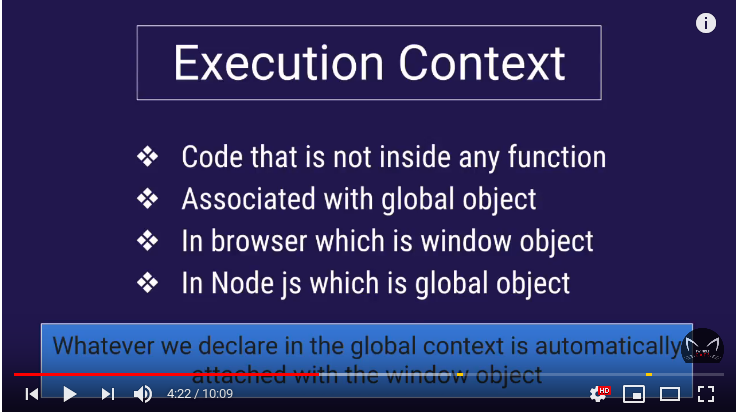 Execution Context
❖ Code that is not inside any function
❖ Associated with global object
❖ In browser which is window object
❖ In Node js which is global object
Whatever we declare in the global context is automatically
attached with the window object
4:22 / 10:09
HD